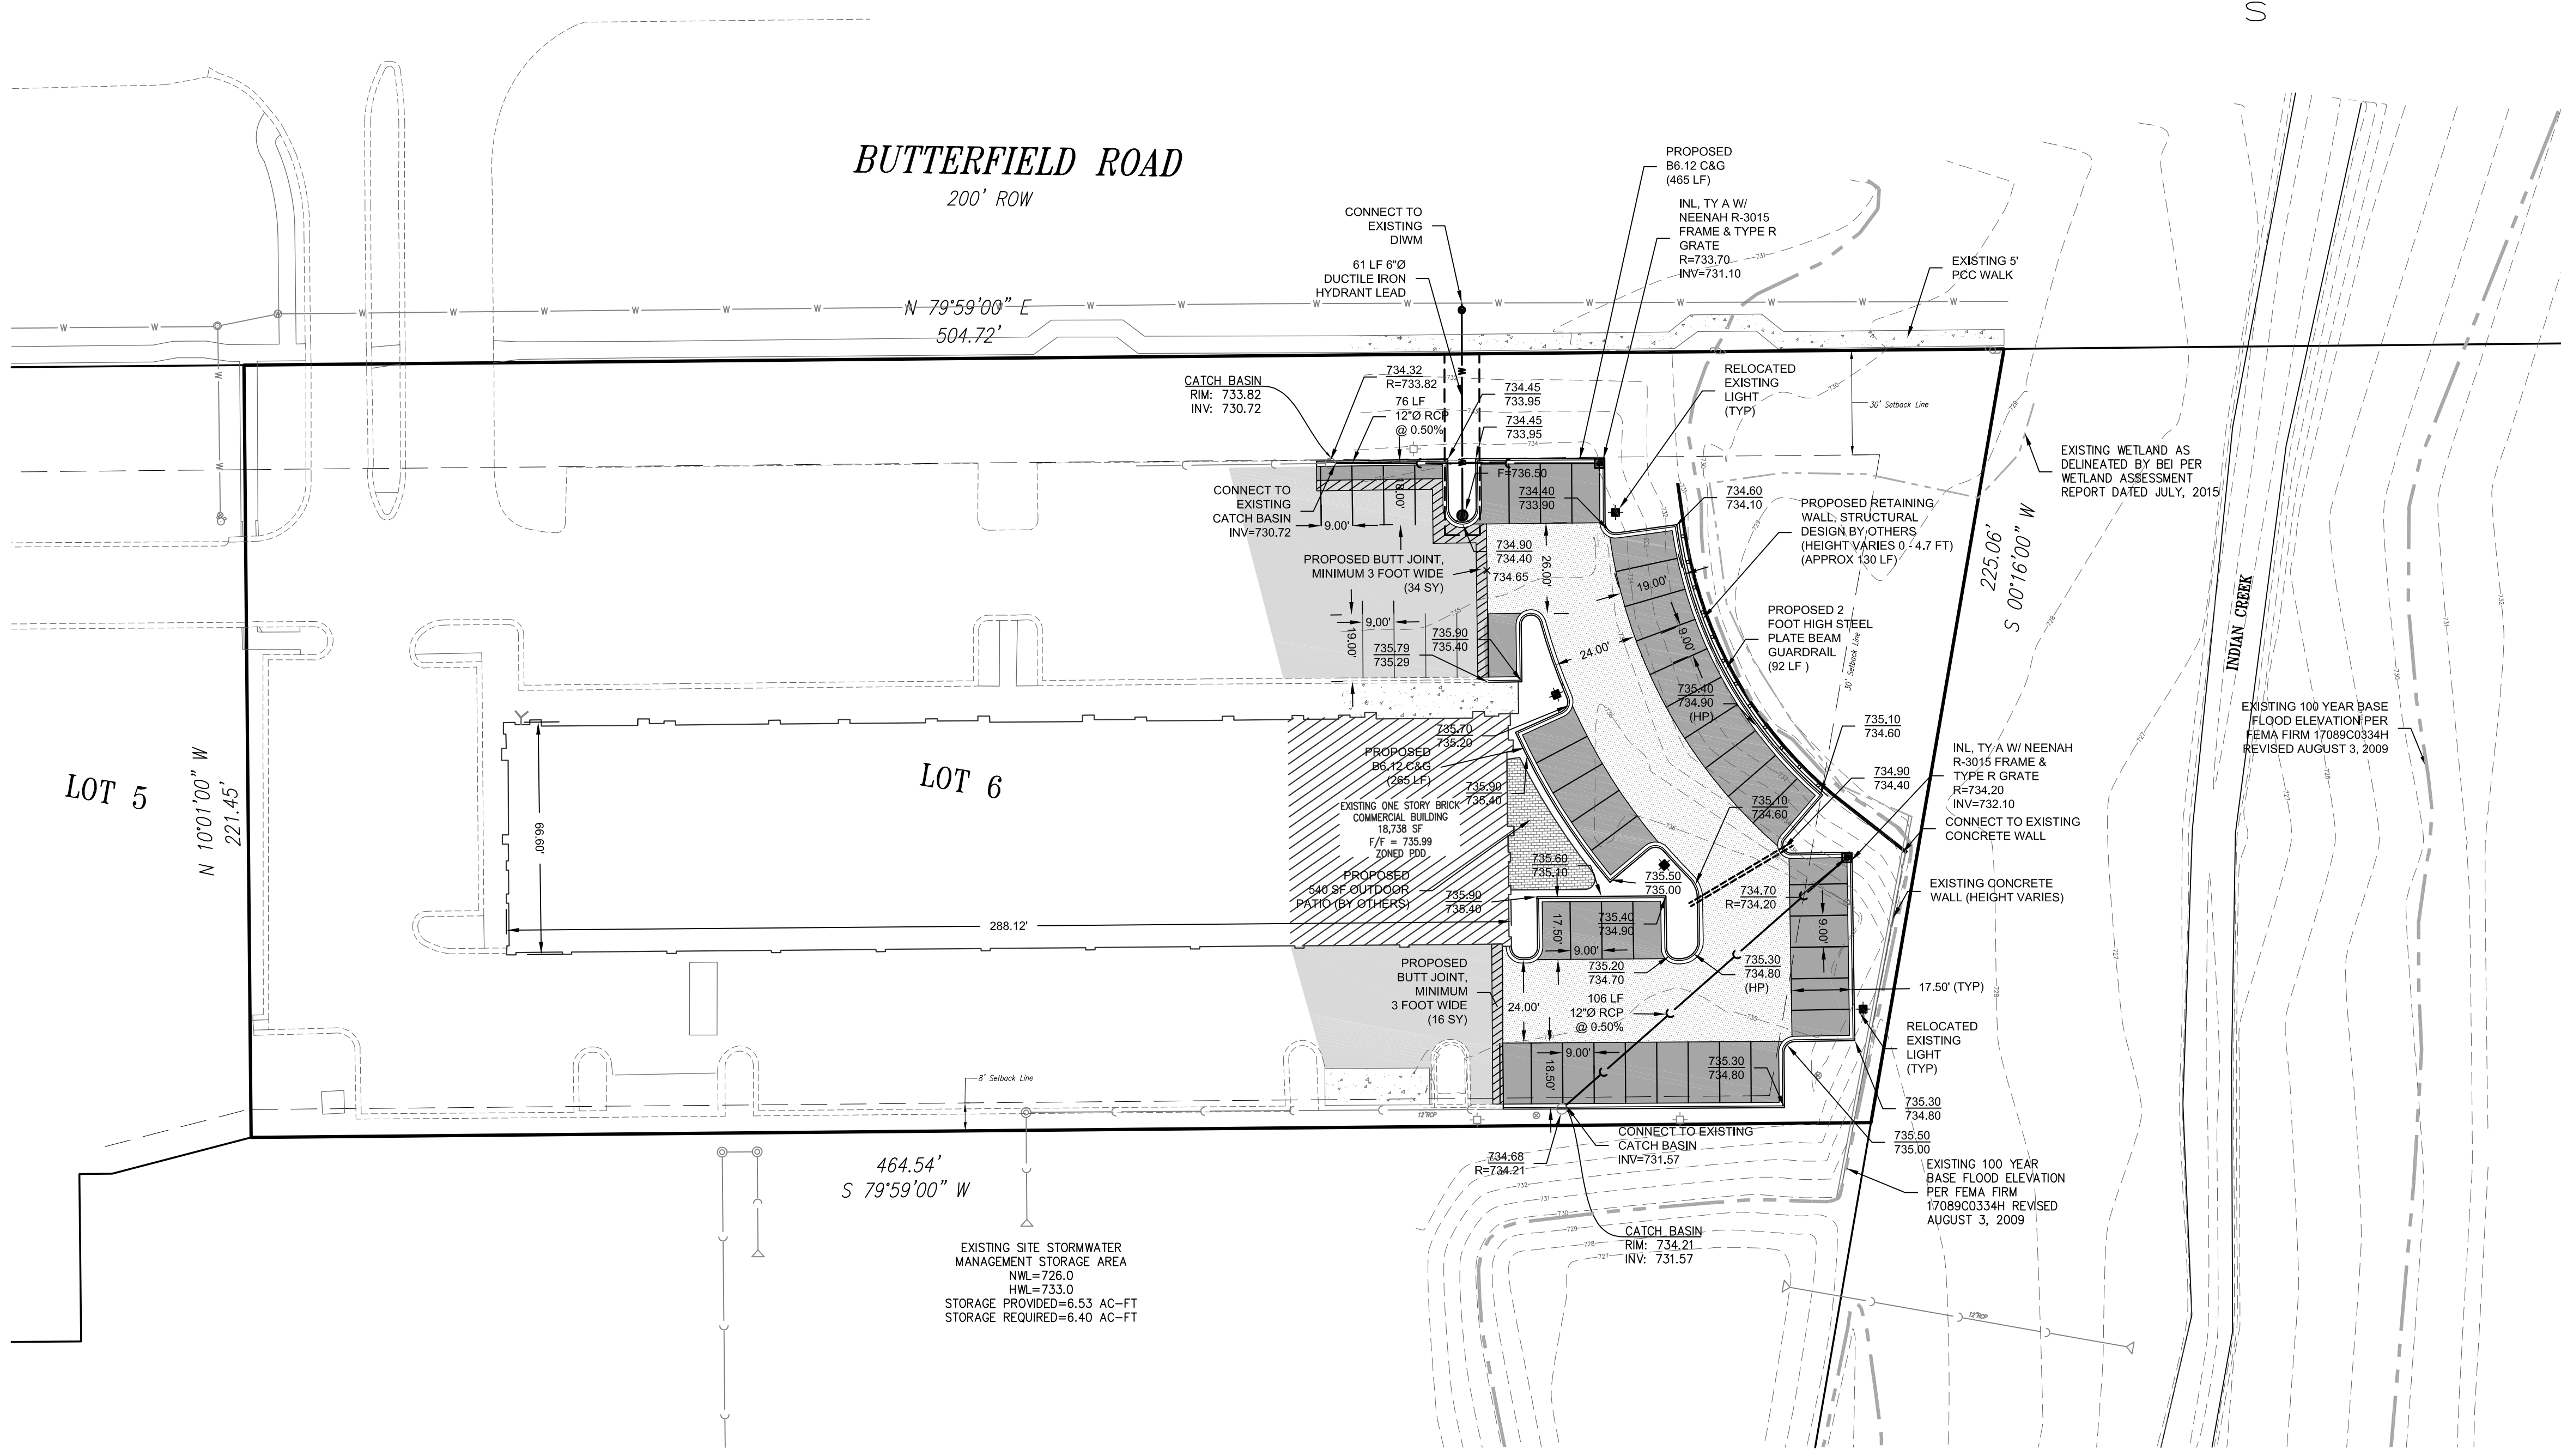 S
BUTTERFIELD ROAD
200' ROW
PROPOSED
B6.12 C&G
(465 LF)
INL, TY A W/
NEENAH R-3015
FRAME & TYPE R
GRATE
R=733.70
INV=731.10
CONNECT TO
EXISTING
DIWM
61 LF 6"Ø
DUCTILE IRON
HYDRANT LEAD
EXISTING 5'
PCC WALK
N 79°59'00" E
504.72'
CATCH BASIN
RIM: 733.82
INV: 730.72
734.32
R=733.82
76 LF
12"Ø RCP
@ 0.50%
734.45
733.95
734.45
733.95
F=736.50
RELOCATED
EXISTING
LIGHT
(TYP)
30' Setback Line
EXISTING WETLAND AS
DELINEATED BY BEI PER
WETLAND ASSESSMENT
REPORT DATED JULY, 2015
CONNECT TO
EXISTING
CATCH BASIN
INV=730.72
9.00'
18.00'
734.40
733.90
734.60
734.10
PROPOSED RETAINING
WALL, STRUCTURAL
DESIGN BY OTHERS
(HEIGHT VARIES 0 - 4.7 FT)
(APPROX 130 LF)
PROPOSED BUTT JOINT,
MINIMUM 3 FOOT WIDE
(34 SY)
734.90
734.40
734.65
26.00'
19.00'
9.00'
24.00'
225.06'
S 00°16'00" W
INDIAN CREEK
PROPOSED 2
FOOT HIGH STEEL
PLATE BEAM
GUARDRAIL
(92 LF )
30' Setback Line
19.00'
9.00'
735.90
735.40
735.79
735.29
735.40
734.90
(HP)
EXISTING 100 YEAR BASE
FLOOD ELEVATION PER
FEMA FIRM 17089C0334H
REVISED AUGUST 3, 2009
735.10
734.60
735.70
735.20
PROPOSED
B6.12 C&G
(265 LF)
INL, TY A W/ NEENAH
R-3015 FRAME &
TYPE R GRATE
R=734.20
INV=732.10
734.90
734.40
LOT 5
N 10°01'00" W
221.45'
LOT 6
66.60'
288.12'
735.90
735.40
EXISTING ONE STORY BRICK
COMMERCIAL BUILDING
18,738 SF
F/F = 735.99
ZONED PDD
735.10
734.60
CONNECT TO EXISTING
CONCRETE WALL
735.60
735.10
735.50
735.00
PROPOSED
540 SF OUTDOOR
PATIO (BY OTHERS)
735.90
735.40
734.70
R=734.20
EXISTING CONCRETE
WALL (HEIGHT VARIES)
17.50'
9.00'
735.40
734.90
9.00'
PROPOSED
BUTT JOINT,
MINIMUM
3 FOOT WIDE
(16 SY)
735.20
734.70
735.30
734.80
(HP)
24.00'
106 LF
12"Ø RCP
@ 0.50%
17.50' (TYP)
RELOCATED
EXISTING
LIGHT
(TYP)
9.00'
18.50'
735.30
734.80
8' Setback Line
12"RCP
735.30
734.80
735.50
735.00
CONNECT TO EXISTING
CATCH BASIN
INV=731.57
734.68
R=734.21
464.54'
S 79°59'00" W
EXISTING 100 YEAR
BASE FLOOD ELEVATION
PER FEMA FIRM
17089C0334H REVISED
AUGUST 3, 2009
CATCH BASIN
RIM: 734.21
INV: 731.57
EXISTING SITE STORMWATER
MANAGEMENT STORAGE AREA
NWL=726.0
HWL=733.0
STORAGE PROVIDED=6.53 AC-FT
STORAGE REQUIRED=6.40 AC-FT
732
731
730
729
728
727
12"RCP